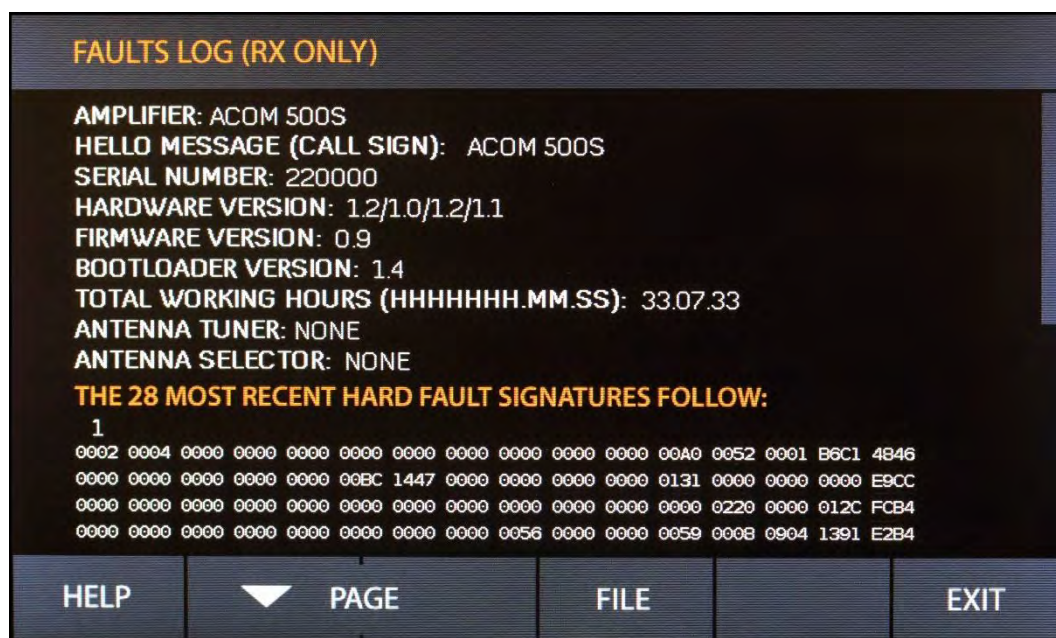 FAULTS LOG (RX ONLY)
AMPLIFIER: ACOM 500S
HELLO MESSAGE (CALL SIGN): ACOM 500S
SERIAL NUMBER: 220000
HARDWARE VERSION: 1.2/1.0/1.2/1.1
FIRMWARE VERSION: 0.9
BOOTLOADER VERSION: 1.4
TOTAL WORKING HOURS (HHHHHHH.MM.SS): 33.07.33
ANTENNA TUNER: NONE
ANTENNA SELECTOR: NONE
THE 28 MOST RECENT HARD FAULT SIGNATURES FOLLOW:
1
0002 0004 0000 0000 0000 0000 0000 0000 0000 0000 0000 00A0 0052 0001 B6C1 4846
0000 0000 0000 0000 0000 00BC 1447 0000 0000 0000 0000 0131 0000 0000 0000 E9CC
0000 0000 0000 0000 0000 0000 0000 0000 0000 0000 0000 0000 0220 0000 012C FCB4
0000 0000 0000 0000 0000 0000 0000 0000 0056 0000 0000 0059 0008 0904 1391 E2B4
HELP PAGE FILE EXIT